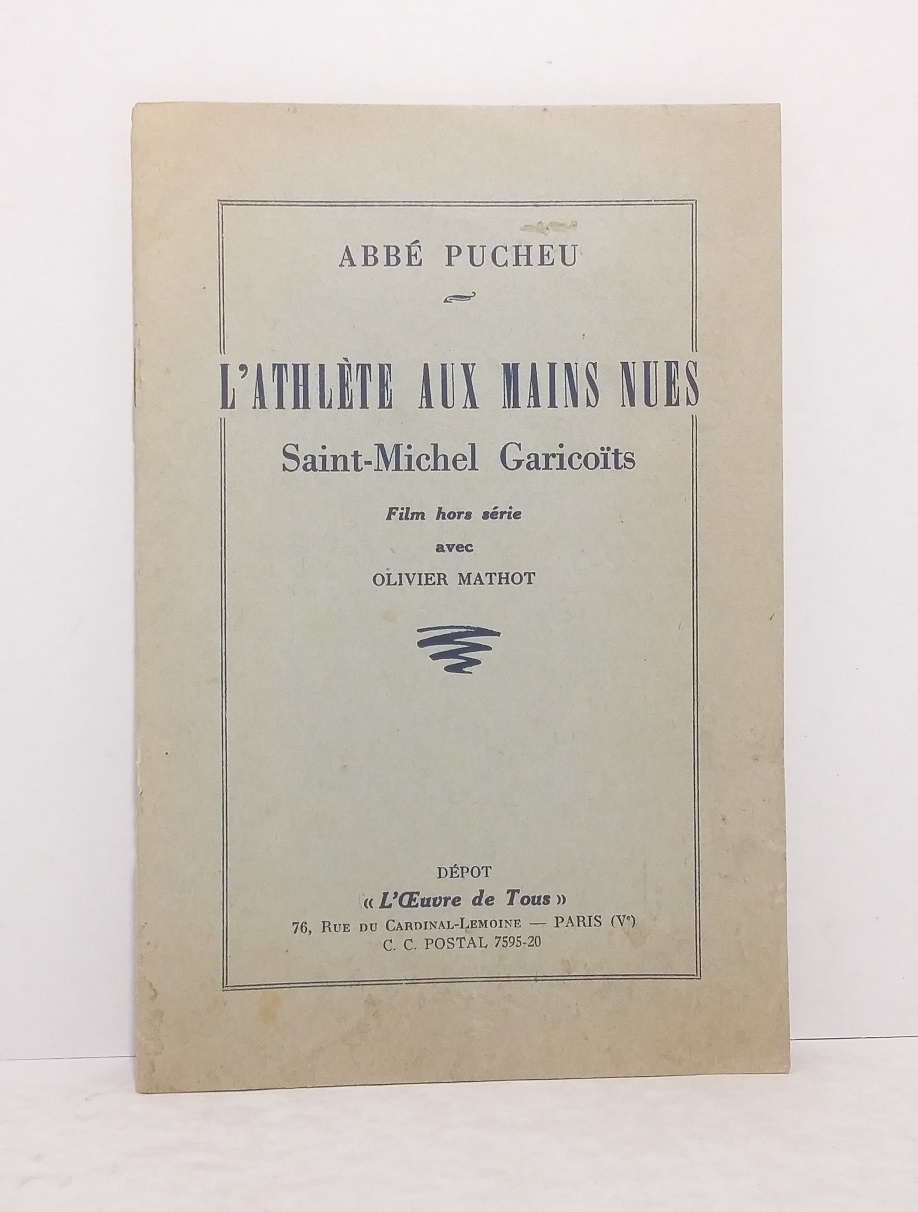 ABBÉ PUCHEU
L'ATHLÈTE AUX MAINS NUES
Saint-Michel Garicoïts
Film hors série
avec
OLIVIER MATHOT
DÉPOT
« L'Œuvre de Tous »
76, RUE DU CARDINAL-LEMOINE — PARIS (Vᵉ)
C. C. POSTAL 7595-20